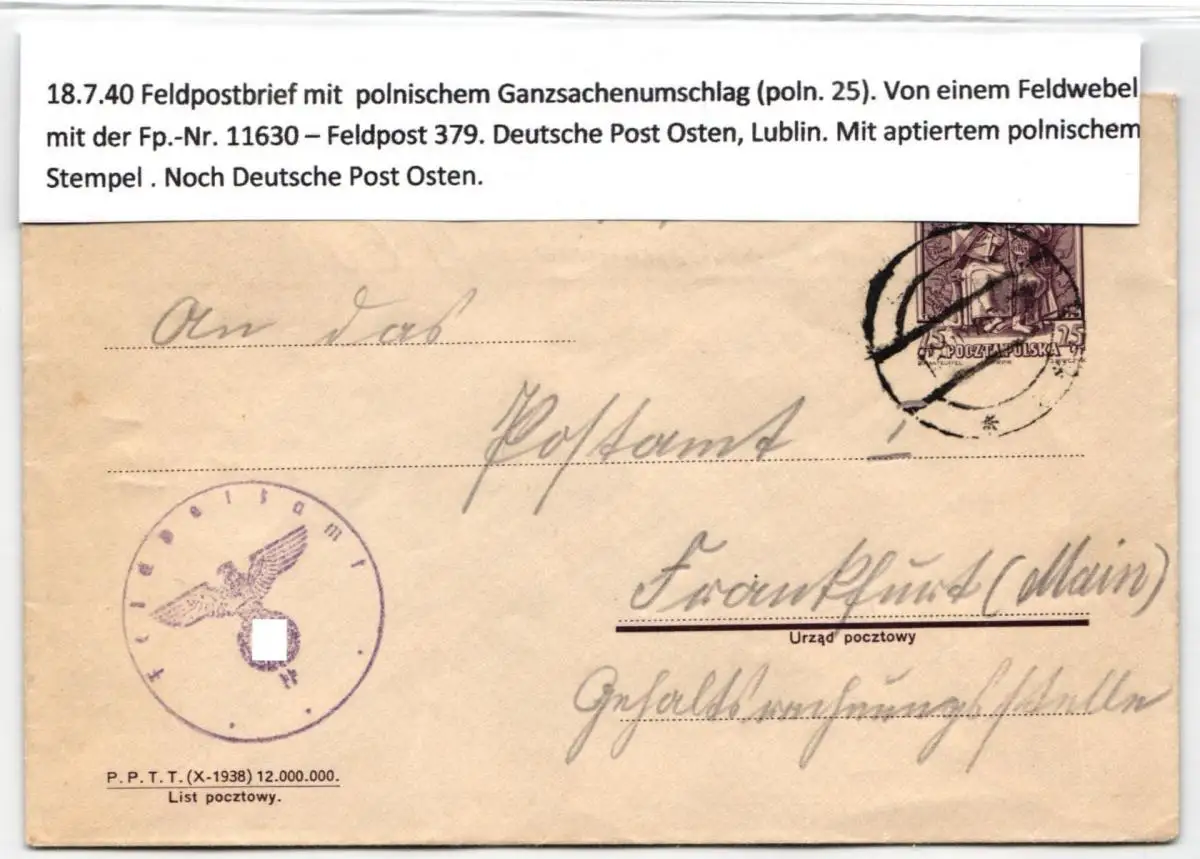 18.7.40 Feldpostbrief mit polnischem Ganzsachenumschlag (poln. 25). Von einem Feldwebel
mit der Fp.-Nr. 11630 – Feldpost 379. Deutsche Post Osten, Lublin. Mit aptiertem polnischem
Stempel . Noch Deutsche Post Osten.
25 POCZTA POLSKA 25
An das
Postamt I
Feldpostamt
Frankfurt (Main)
Urząd pocztowy
Gehaltsrechnungsstelle
P. P. T. T. (X-1938) 12.000.000.
List pocztowy.